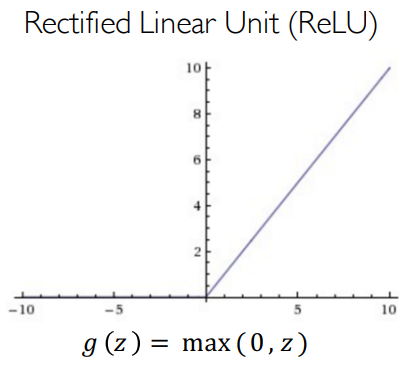 Rectified Linear Unit (ReLU)
10
8
6
4
2
−10 −5 5 10
g (z) = max (0 , z)